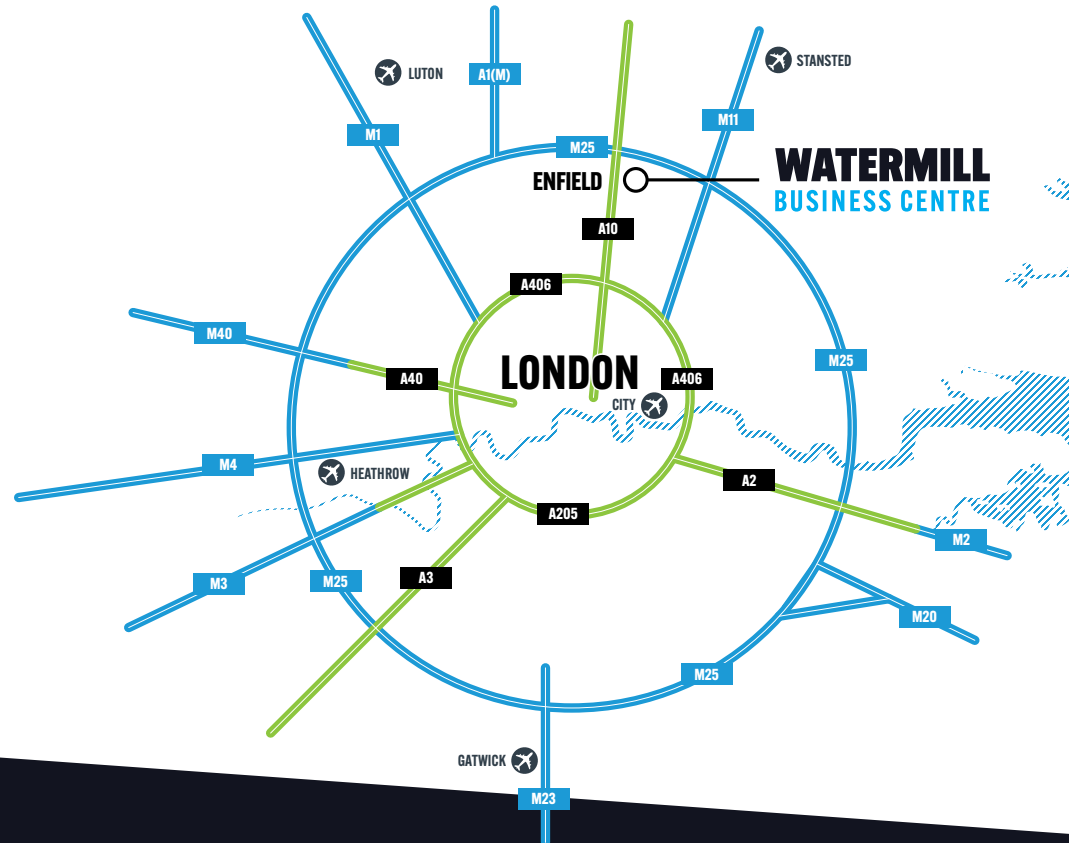 STANSTED
LUTON
A1(M)
M11
M1
M25
WATERMILL
BUSINESS CENTRE
ENFIELD
A10
A406
M40
M25
LONDON
A40
A406
CITY
M4
HEATHROW
A2
A205
M2
A3
M25
M3
M20
M25
GATWICK
M23